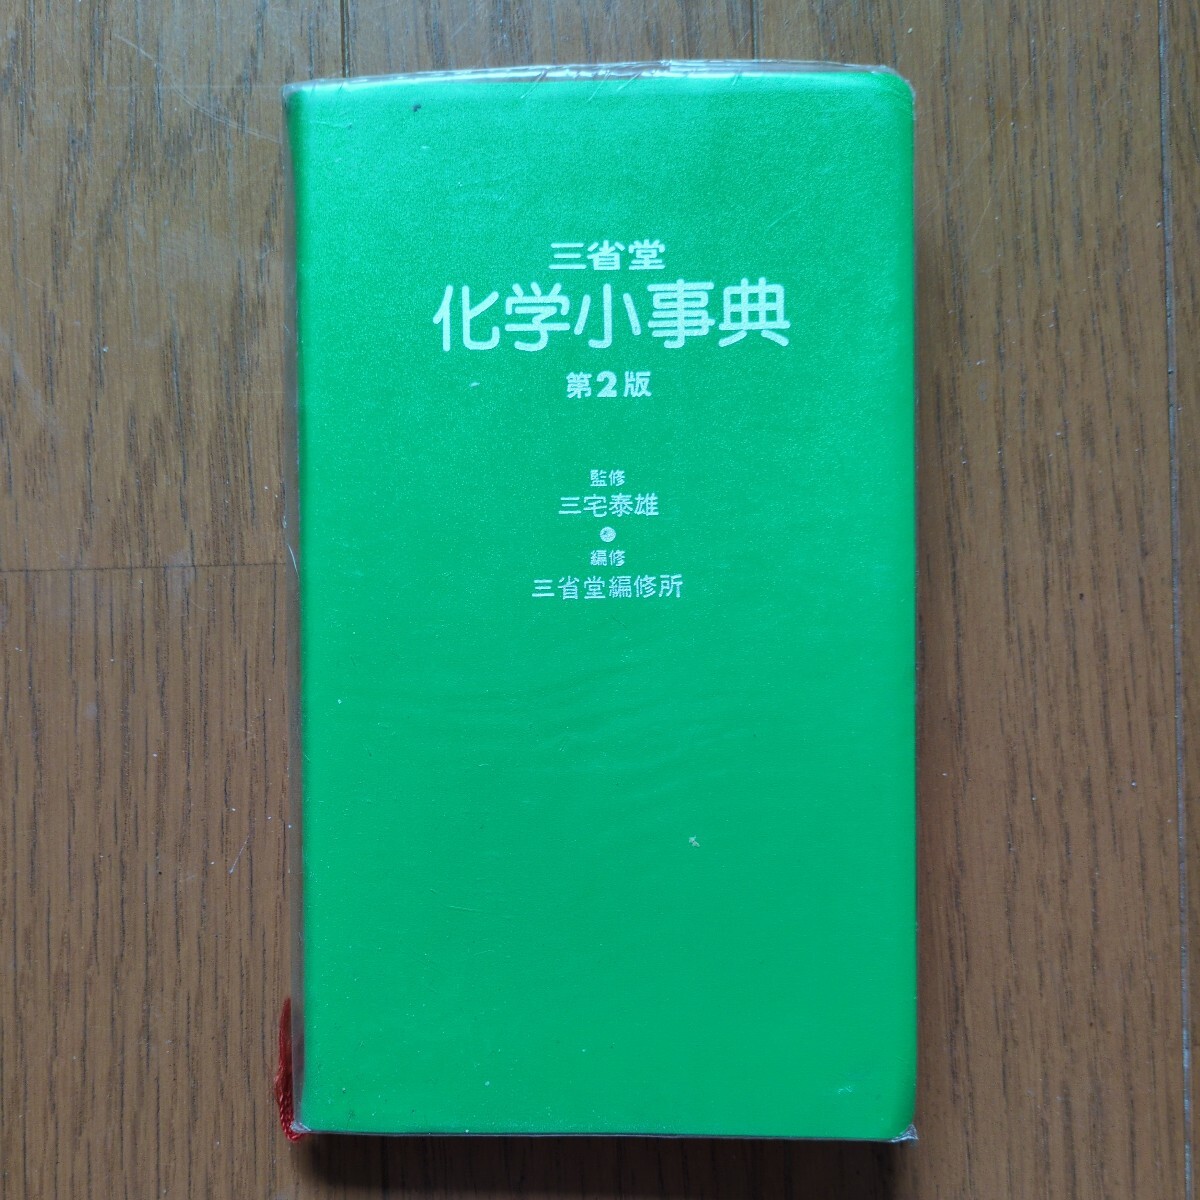 三省堂
化学小事典
第2版
監修
三宅泰雄
編修
三省堂編修所